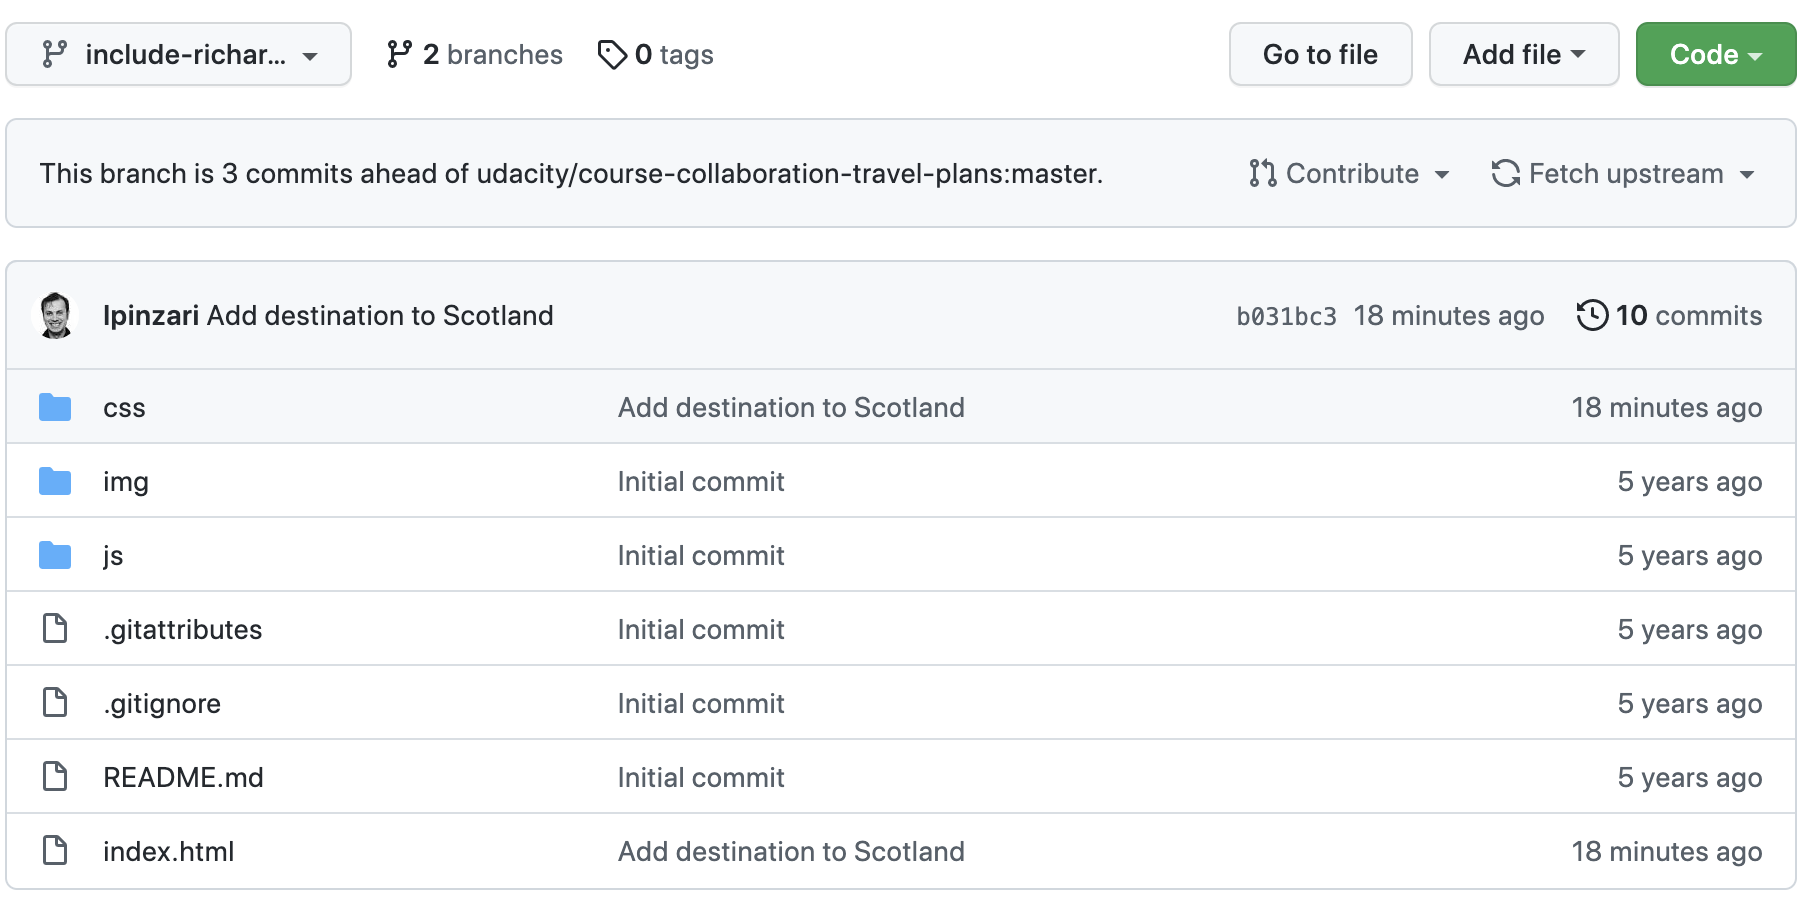 include-richar... 2 branches 0 tags Go to file Add file Code
This branch is 3 commits ahead of udacity/course-collaboration-travel-plans:master. Contribute Fetch upstream
lpinzari Add destination to Scotland b031bc3 18 minutes ago 10 commits
css Add destination to Scotland 18 minutes ago
img Initial commit 5 years ago
js Initial commit 5 years ago
.gitattributes Initial commit 5 years ago
.gitignore Initial commit 5 years ago
README.md Initial commit 5 years ago
index.html Add destination to Scotland 18 minutes ago